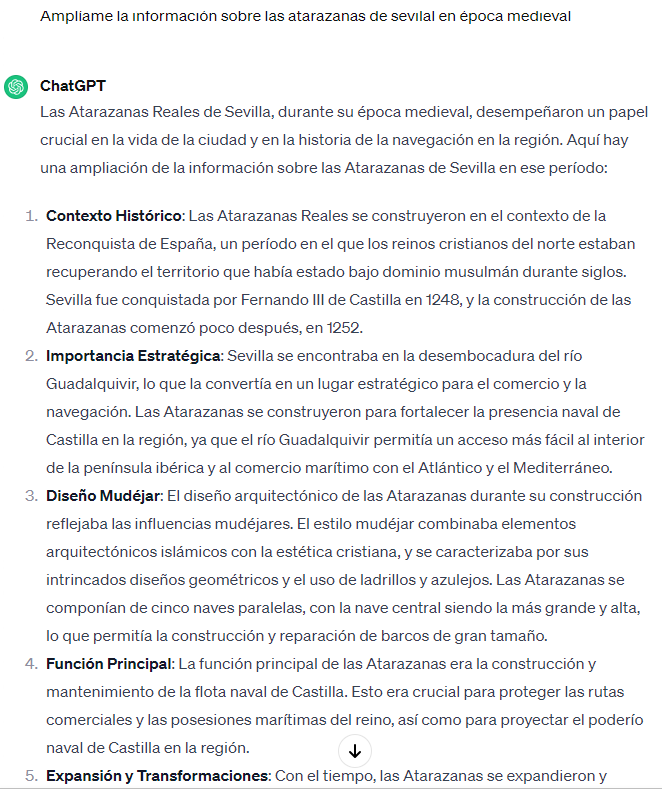 Ampliame la información sobre las atarazanas de sevilal en época medieval
ChatGPT
Las Atarazanas Reales de Sevilla, durante su época medieval, desempeñaron un papel
crucial en la vida de la ciudad y en la historia de la navegación en la región. Aquí hay
una ampliación de la información sobre las Atarazanas de Sevilla en ese período:
1. Contexto Histórico: Las Atarazanas Reales se construyeron en el contexto de la
Reconquista de España, un período en el que los reinos cristianos del norte estaban
recuperando el territorio que había estado bajo dominio musulmán durante siglos.
Sevilla fue conquistada por Fernando III de Castilla en 1248, y la construcción de las
Atarazanas comenzó poco después, en 1252.
2. Importancia Estratégica: Sevilla se encontraba en la desembocadura del río
Guadalquivir, lo que la convertía en un lugar estratégico para el comercio y la
navegación. Las Atarazanas se construyeron para fortalecer la presencia naval de
Castilla en la región, ya que el río Guadalquivir permitía un acceso más fácil al interior
de la península ibérica y al comercio marítimo con el Atlántico y el Mediterráneo.
3. Diseño Mudéjar: El diseño arquitectónico de las Atarazanas durante su construcción
reflejaba las influencias mudéjares. El estilo mudéjar combinaba elementos
arquitectónicos islámicos con la estética cristiana, y se caracterizaba por sus
intrincados diseños geométricos y el uso de ladrillos y azulejos. Las Atarazanas se
componían de cinco naves paralelas, con la nave central siendo la más grande y alta,
lo que permitía la construcción y reparación de barcos de gran tamaño.
4. Función Principal: La función principal de las Atarazanas era la construcción y
mantenimiento de la flota naval de Castilla. Esto era crucial para proteger las rutas
comerciales y las posesiones marítimas del reino, así como para proyectar el poderío
naval de Castilla en la región.
5. Expansión y Transformaciones: Con el tiempo, las Atarazanas se expandieron y